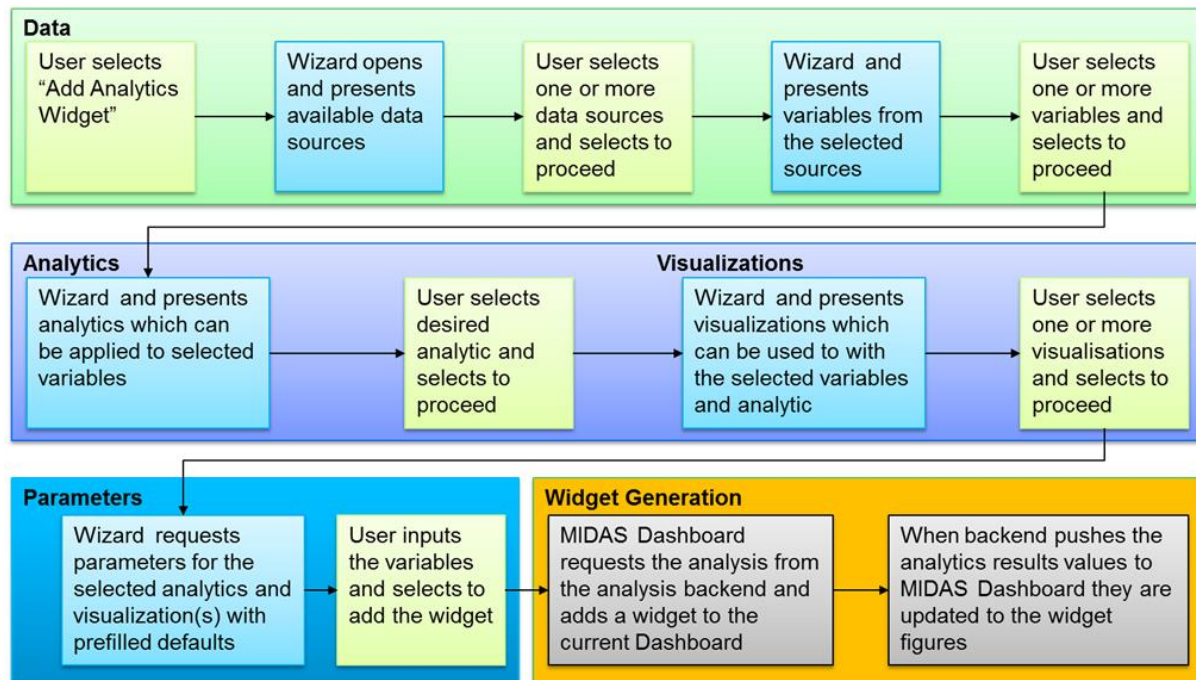 Data
User selects
“Add Analytics
Widget”
Wizard opens
and presents
available data
sources
User selects
one or more
data sources
and selects to
proceed
Wizard and
presents
variables from
the selected
sources
User selects
one or more
variables and
selects to
proceed
Analytics
Wizard and presents
analytics which can
be applied to selected
variables
User selects
desired
analytic and
selects to
proceed
Visualizations
Wizard and presents
visualizations which
can be used to with
the selected variables
and analytic
User selects
one or more
visualisations
and selects to
proceed
Parameters
Wizard requests
parameters for the
selected analytics and
visualization(s) with
prefilled defaults
User inputs
the variables
and selects to
add the widget
Widget Generation
MIDAS Dashboard
requests the analysis from
the analysis backend and
adds a widget to the
current Dashboard
When backend pushes the
analytics results values to
MIDAS Dashboard they are
updated to the widget
figures